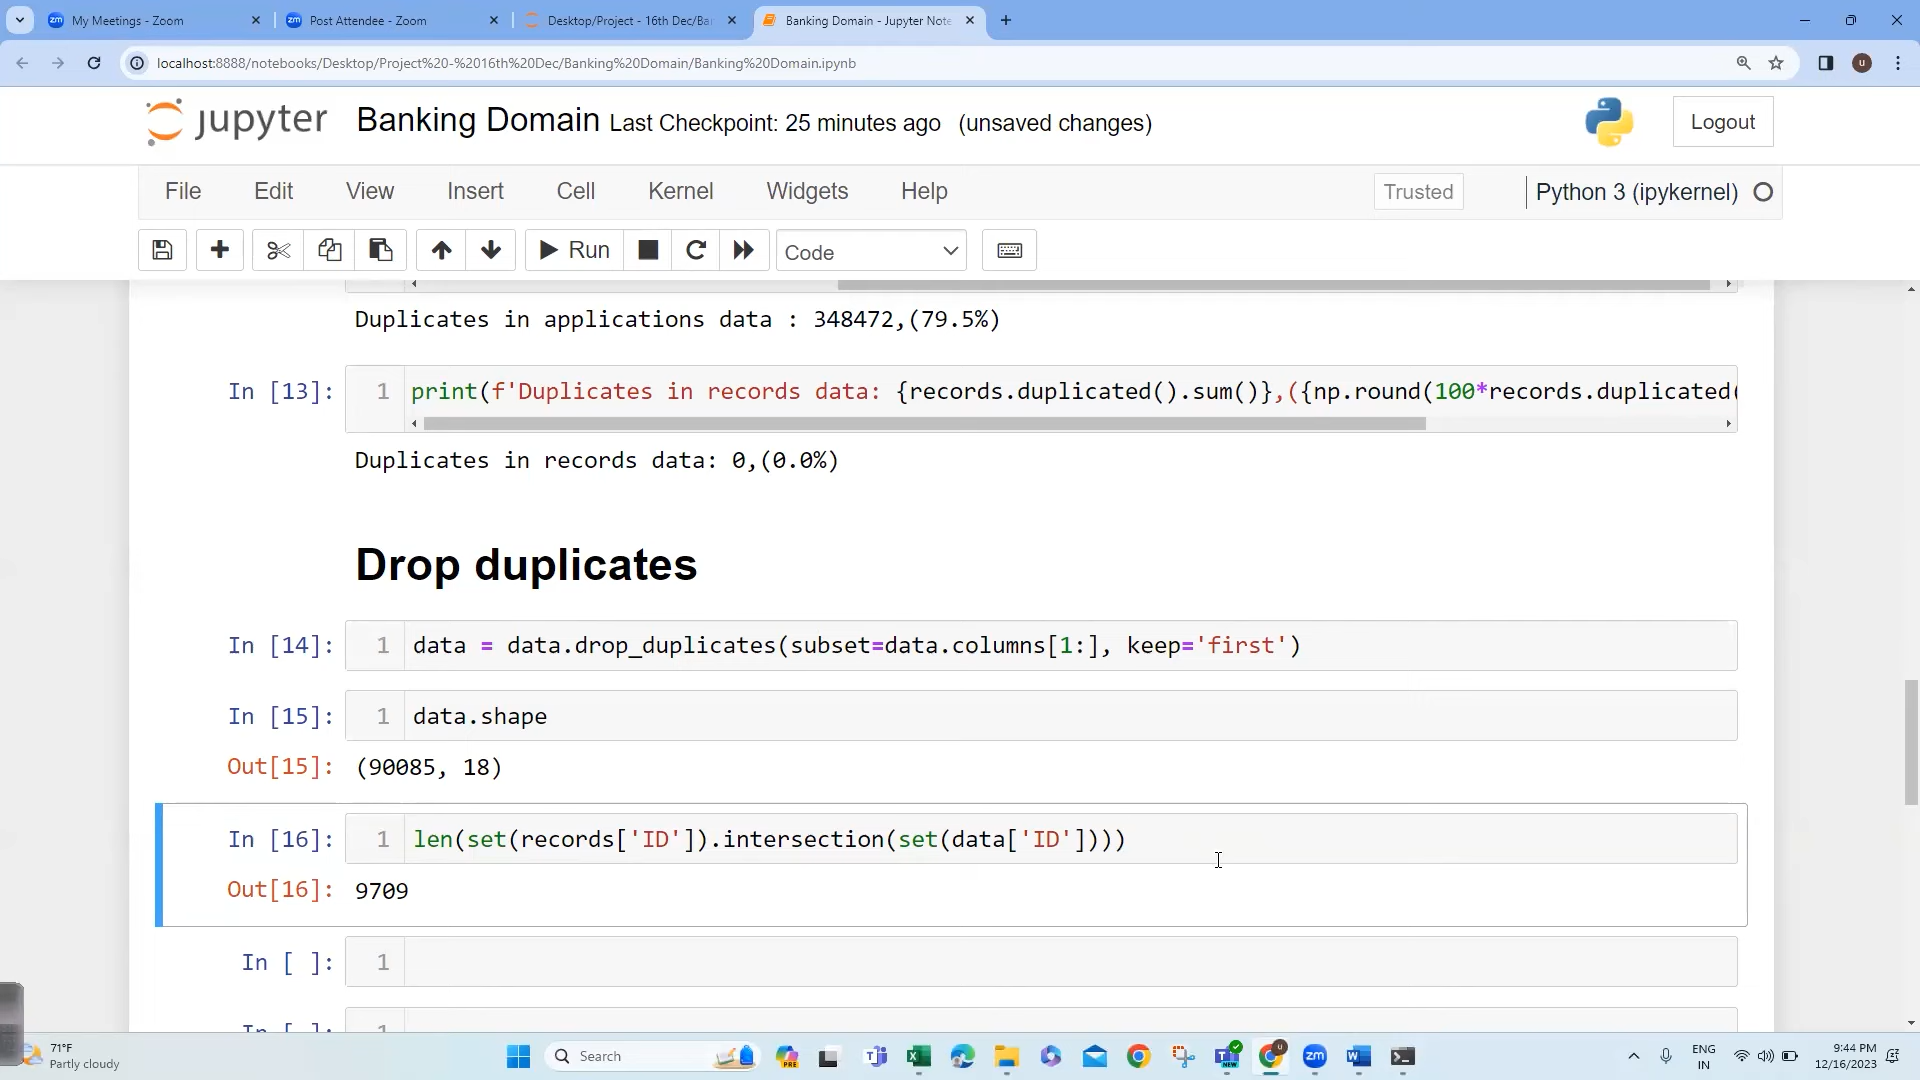 My Meetings - Zoom
Post Attendee - Zoom
Desktop/Project - 16th Dec/Ba
Banking Domain - Jupyter Note
localhost:8888/notebooks/Desktop/Project%20-%2016th%20Dec/Banking%20Domain/Banking%20Domain.ipynb
jupyter Banking Domain Last Checkpoint: 25 minutes ago (unsaved changes)
Logout
File Edit View Insert Cell Kernel Widgets Help
Trusted
Python 3 (ipykernel)
Run
Code
Duplicates in applications data : 348472,(79.5%)
In [13]: 1 print(f'Duplicates in records data: {records.duplicated().sum()},({np.round(100*records.duplicated(
Duplicates in records data: 0,(0.0%)
Drop duplicates
In [14]: 1 data = data.drop_duplicates(subset=data.columns[1:], keep='first')
In [15]: 1 data.shape
Out[15]: (90085, 18)
In [16]: 1 len(set(records['ID']).intersection(set(data['ID'])))
Out[16]: 9709
In [ ]: 1
In [ ]: 1
71°F
Partly cloudy
Search
ENG
IN
9:44 PM
12/16/2023